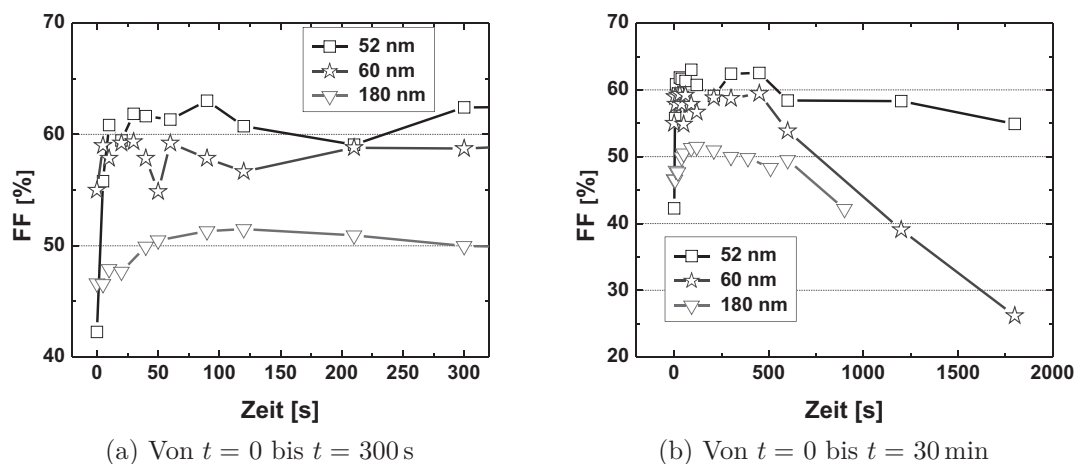 70
60
50
40
FF [%]
52 nm
60 nm
180 nm
0 50 100 150 200 250 300
Zeit [s]
(a) Von t = 0 bis t = 300 s
70
60
50
40
30
20
FF [%]
52 nm
60 nm
180 nm
0 500 1000 1500 2000
Zeit [s]
(b) Von t = 0 bis t = 30 min